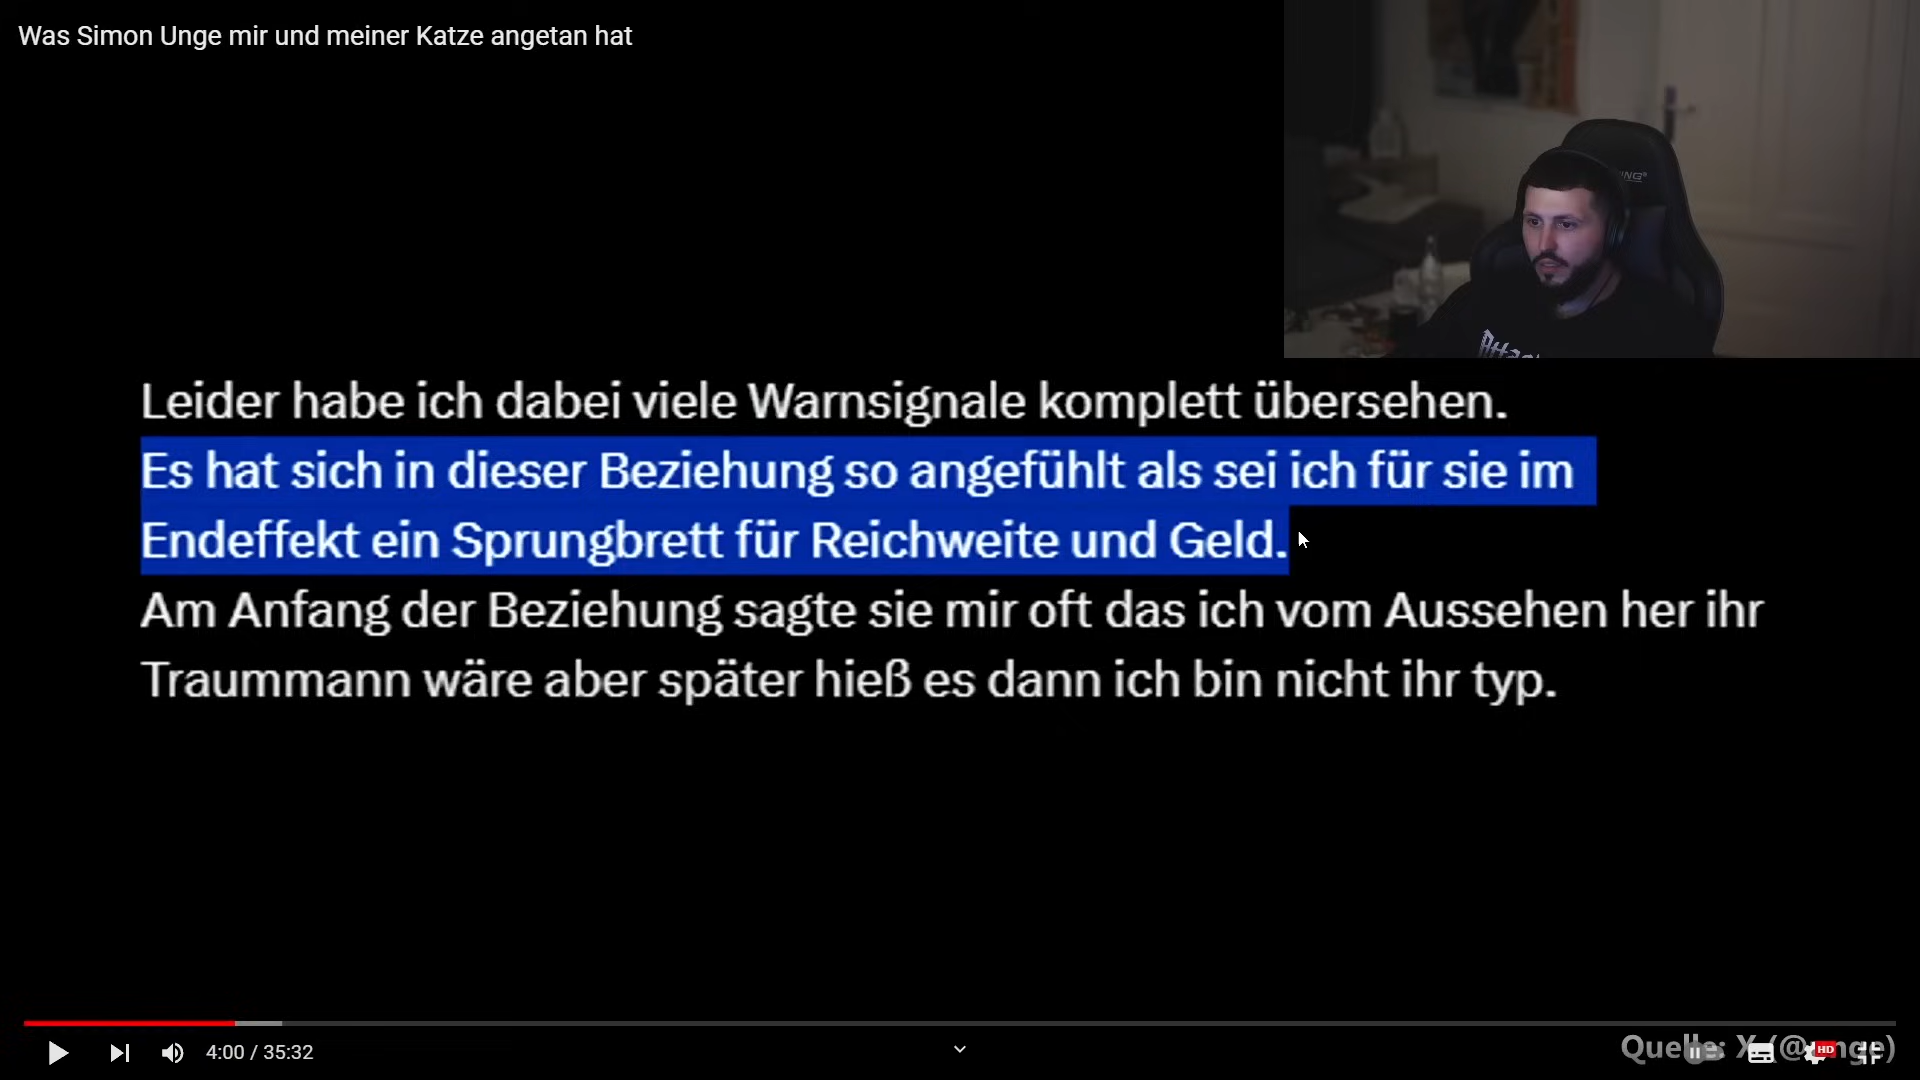 Was Simon Unge mir und meiner Katze angetan hat
Leider habe ich dabei viele Warnsignale komplett übersehen.
Es hat sich in dieser Beziehung so angefühlt als sei ich für sie im
Endeffekt ein Sprungbrett für Reichweite und Geld.
Am Anfang der Beziehung sagte sie mir oft das ich vom Aussehen her ihr
Traummann wäre aber später hieß es dann ich bin nicht ihr typ.
4:00 / 35:32
HD